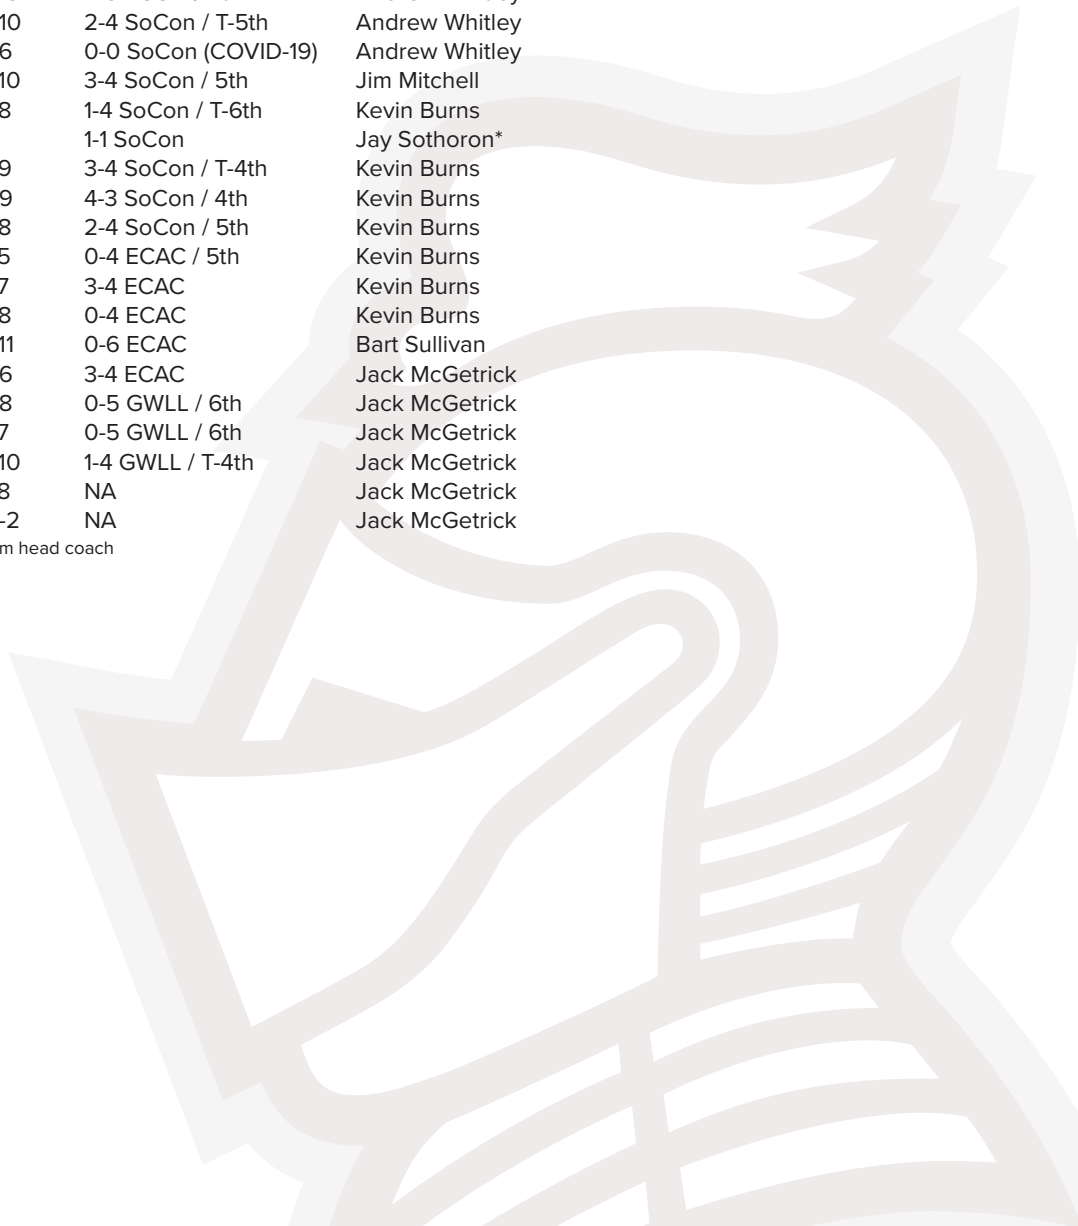 10 2-4 SoCon / T-5th Andrew Whitley
6 0-0 SoCon (COVID-19) Andrew Whitley
10 3-4 SoCon / 5th Jim Mitchell
8 1-4 SoCon / T-6th Kevin Burns
1-1 SoCon Jay Sothoron*
9 3-4 SoCon / T-4th Kevin Burns
9 4-3 SoCon / 4th Kevin Burns
8 2-4 SoCon / 5th Kevin Burns
5 0-4 ECAC / 5th Kevin Burns
7 3-4 ECAC Kevin Burns
8 0-4 ECAC Kevin Burns
11 0-6 ECAC Bart Sullivan
6 3-4 ECAC Jack McGetrick
8 0-5 GWLL / 6th Jack McGetrick
7 0-5 GWLL / 6th Jack McGetrick
10 1-4 GWLL / T-4th Jack McGetrick
8 NA Jack McGetrick
-2 NA Jack McGetrick
m head coach